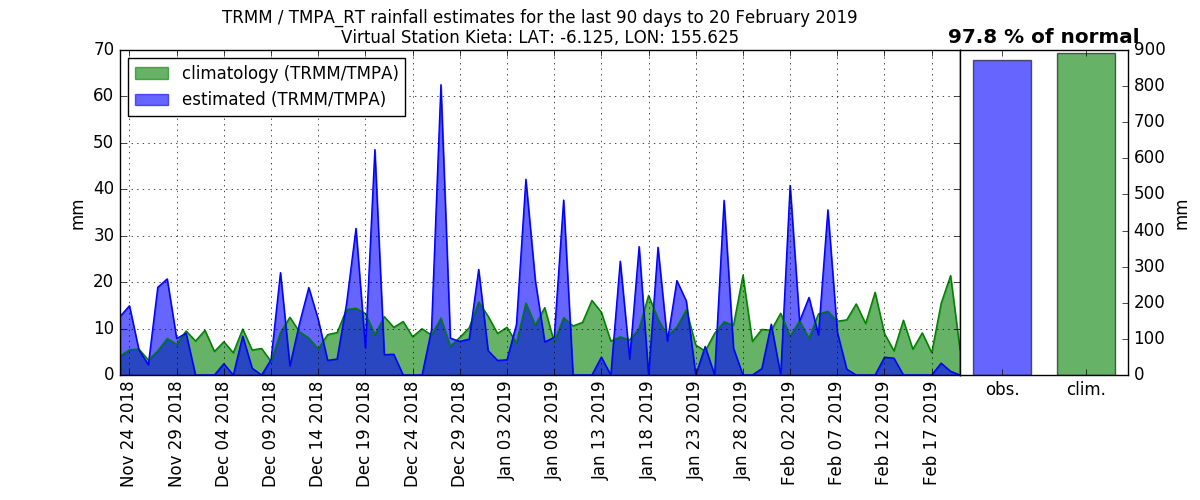 TRMM / TMPA_RT rainfall estimates for the last 90 days to 20 February 2019
Virtual Station Kieta: LAT: -6.125, LON: 155.625
97.8 % of normal
climatology (TRMM/TMPA)
estimated (TRMM/TMPA)
mm
70
60
50
40
30
20
10
0
Nov 24 2018
Nov 29 2018
Dec 04 2018
Dec 09 2018
Dec 14 2018
Dec 19 2018
Dec 24 2018
Dec 29 2018
Jan 03 2019
Jan 08 2019
Jan 13 2019
Jan 18 2019
Jan 23 2019
Jan 28 2019
Feb 02 2019
Feb 07 2019
Feb 12 2019
Feb 17 2019
obs.
clim.
900
800
700
600
500
400
300
200
100
0
mm